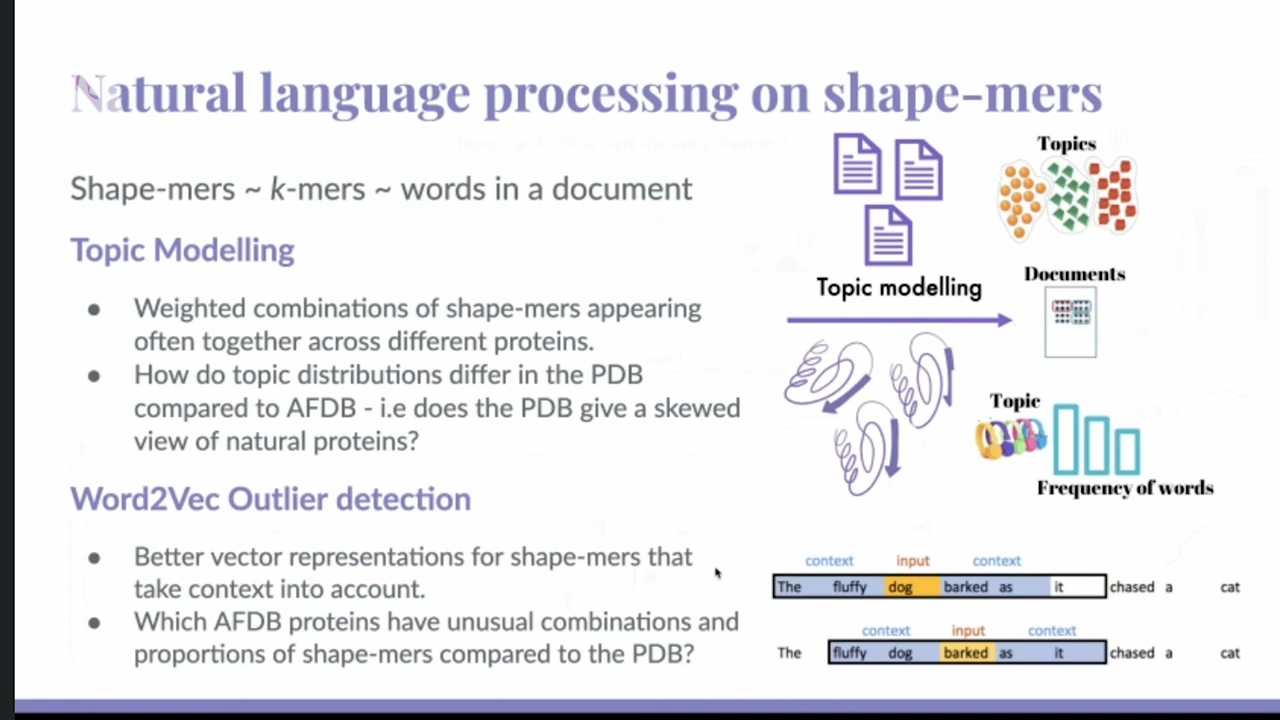 Natural language processing on shape-mers
Shape-mers ~ k-mers ~ words in a document
Topic Modelling
● Weighted combinations of shape-mers appearing
often together across different proteins.
● How do topic distributions differ in the PDB
compared to AFDB - i.e does the PDB give a skewed
view of natural proteins?
Word2Vec Outlier detection
● Better vector representations for shape-mers that
take context into account.
● Which AFDB proteins have unusual combinations and
proportions of shape-mers compared to the PDB?
Topics
Documents
Topic modelling
Topic
Frequency of words
context input context
The fluffy dog barked as it chased a cat
context input context
The fluffy dog barked as it chased a cat